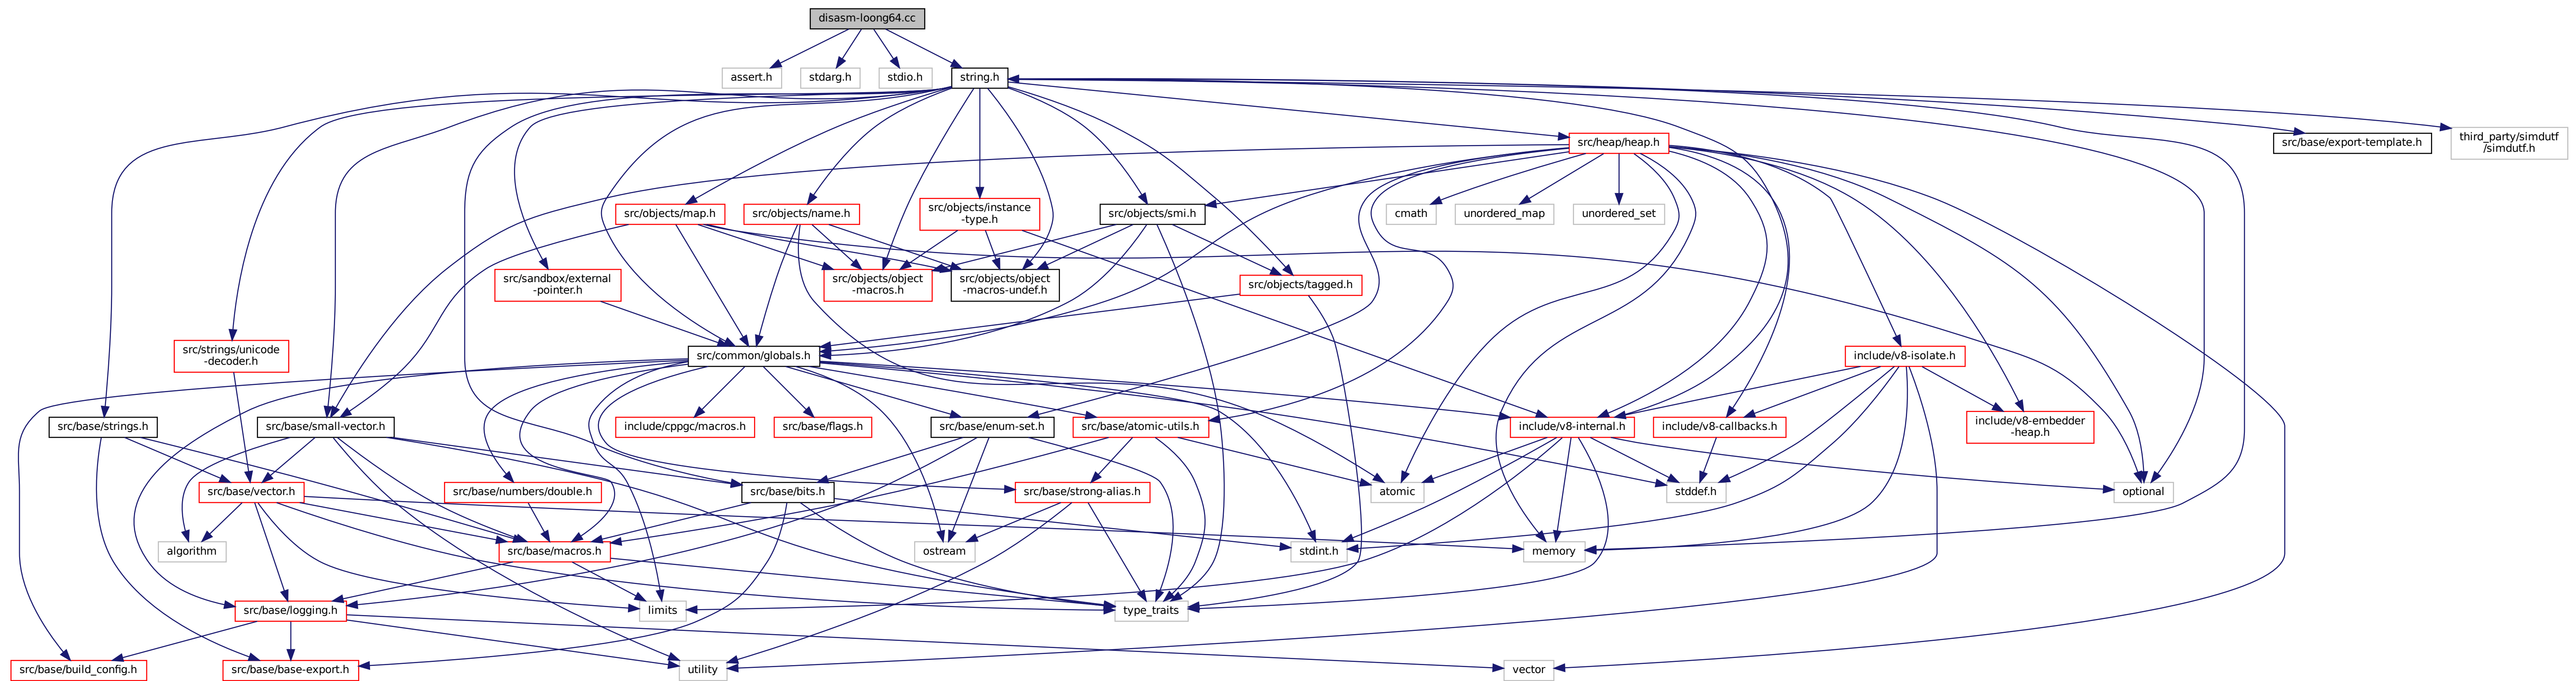 disasm-loong64.cc
assert.h
stdarg.h
stdio.h
string.h
src/heap/heap.h
src/base/export-template.h
third_party/simdutf
/simdutf.h
src/objects/map.h
src/objects/name.h
src/objects/instance
-type.h
src/objects/smi.h
cmath
unordered_map
unordered_set
src/sandbox/external
-pointer.h
src/objects/object
-macros.h
src/objects/object
-macros-undef.h
src/objects/tagged.h
src/strings/unicode
-decoder.h
src/common/globals.h
include/v8-isolate.h
src/base/strings.h
src/base/small-vector.h
include/cppgc/macros.h
src/base/flags.h
src/base/enum-set.h
src/base/atomic-utils.h
include/v8-internal.h
include/v8-callbacks.h
include/v8-embedder
-heap.h
src/base/vector.h
src/base/numbers/double.h
src/base/bits.h
src/base/strong-alias.h
atomic
stddef.h
optional
algorithm
src/base/macros.h
ostream
stdint.h
memory
src/base/logging.h
limits
type_traits
src/base/build_config.h
src/base/base-export.h
utility
vector